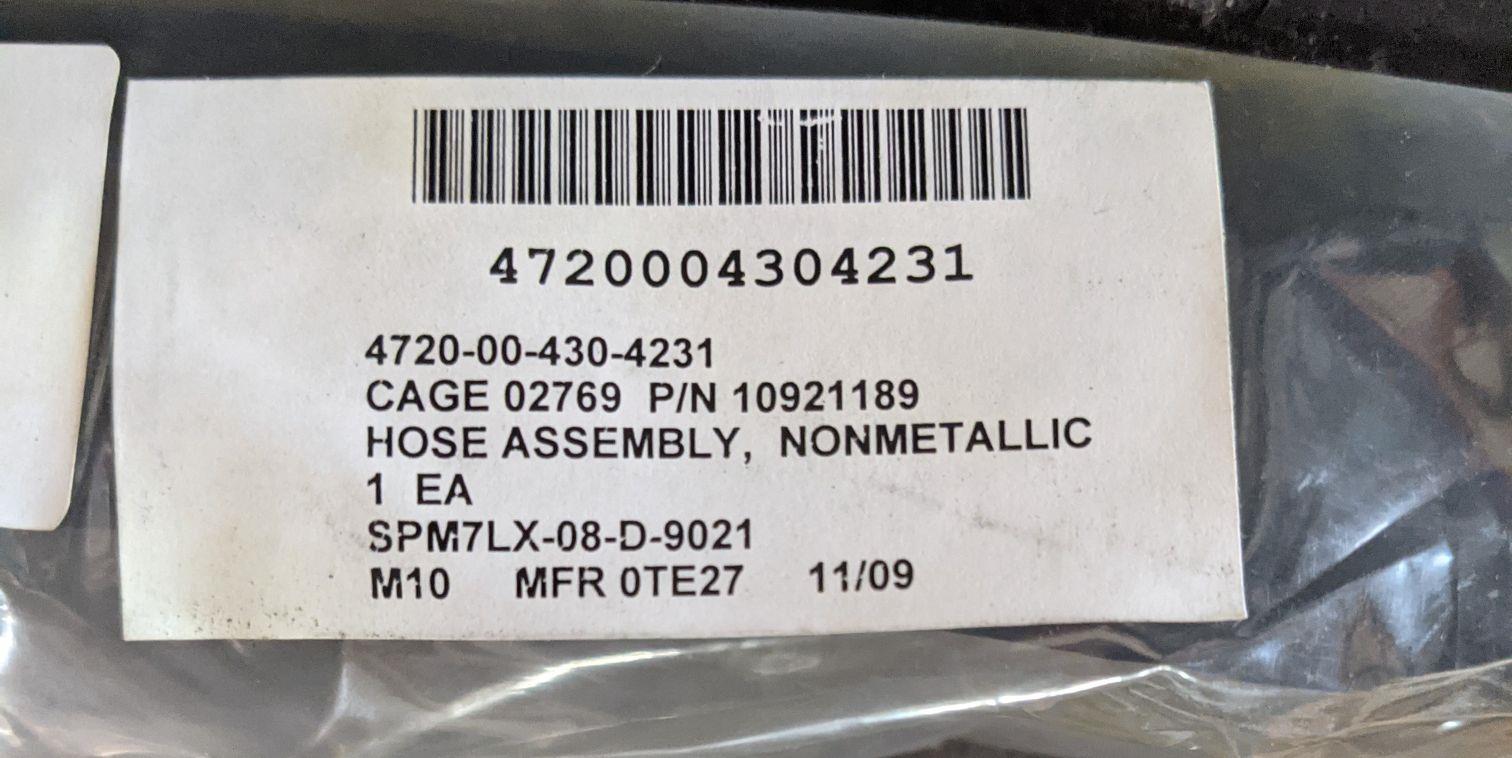 4720004304231
4720-00-430-4231
CAGE 02769 P/N 10921189
HOSE ASSEMBLY, NONMETALLIC
1 EA
SPM7LX-08-D-9021
M10 MFR 0TE27 11/09